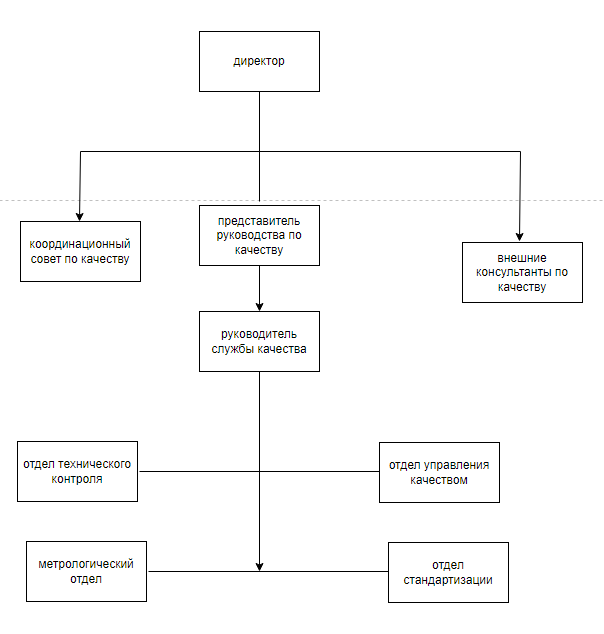 директор
координационный
совет по качеству
представитель
руководства по
качеству
внешние
консультанты по
качеству
руководитель
службы качества
отдел технического
контроля
отдел управления
качеством
метрологический
отдел
отдел
стандартизации